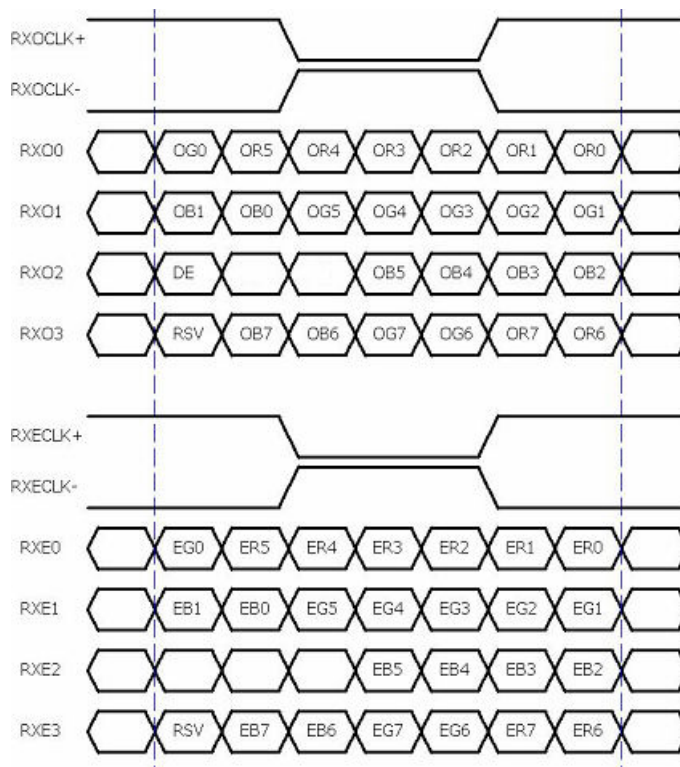 RXOCLK+
RXOCLK-
RXO0 OG0 OR5 OR4 OR3 OR2 OR1 OR0
RXO1 OB1 OB0 OG5 OG4 OG3 OG2 OG1
RXO2 DE OB5 OB4 OB3 OB2
RXO3 RSV OB7 OB6 OG7 OG6 OR7 OR6
RXECLK+
RXECLK-
RXE0 EG0 ER5 ER4 ER3 ER2 ER1 ER0
RXE1 EB1 EB0 EG5 EG4 EG3 EG2 EG1
RXE2 EB5 EB4 EB3 EB2
RXE3 RSV EB7 EB6 EG7 EG6 ER7 ER6